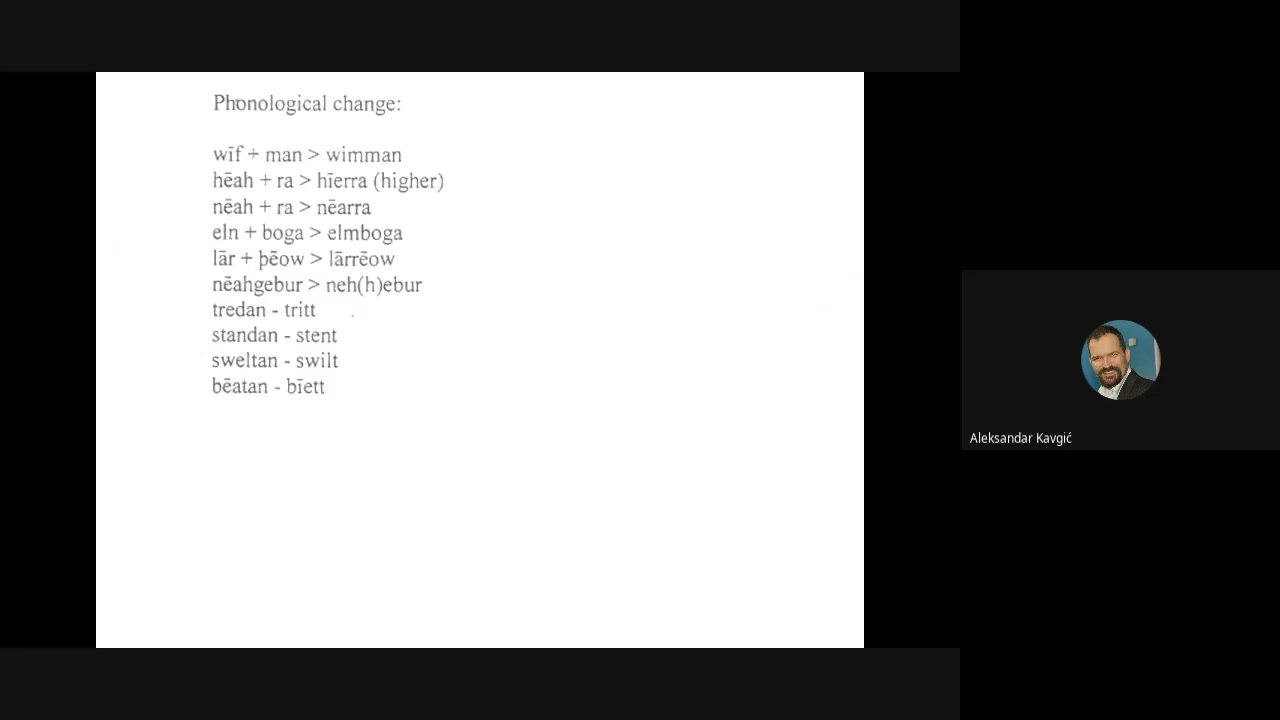 Phonological change:
wīf + man > wimman
hēah + ra > hīerra (higher)
nēah + ra > nēarra
eln + boga > elmboga
lār + þēow > lārrēow
nēahgebur > neh(h)ebur
tredan - tritt
standan - stent
sweltan - swilt
bēatan - bīett
Aleksandar Kavgić